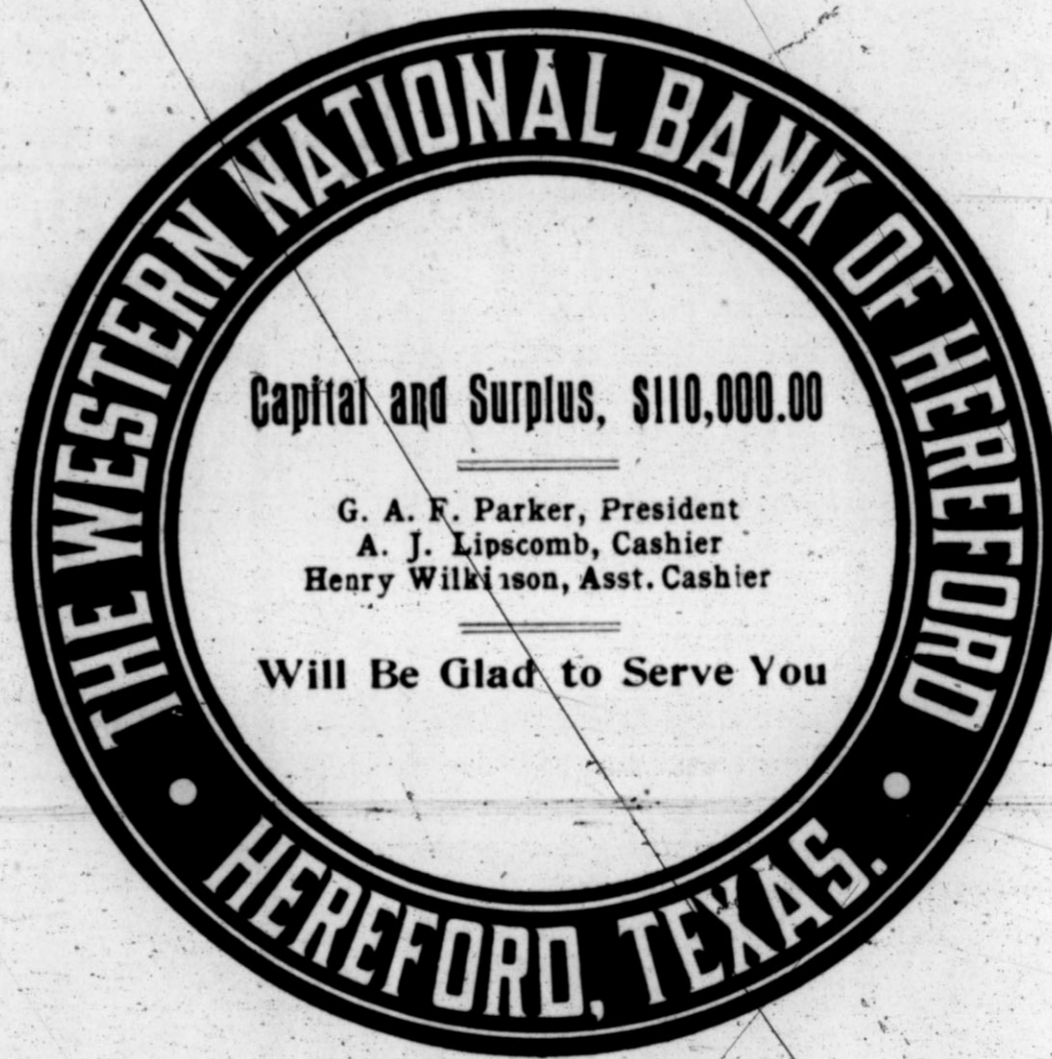 THE WESTERN NATIONAL BANK OF HEREFORD
Capital and Surplus, $110,000.00
G. A. F. Parker, President
A. J. Lipscomb, Cashier
Henry Wilkinson, Asst. Cashier
Will Be Glad to Serve You
HEREFORD, TEXAS.